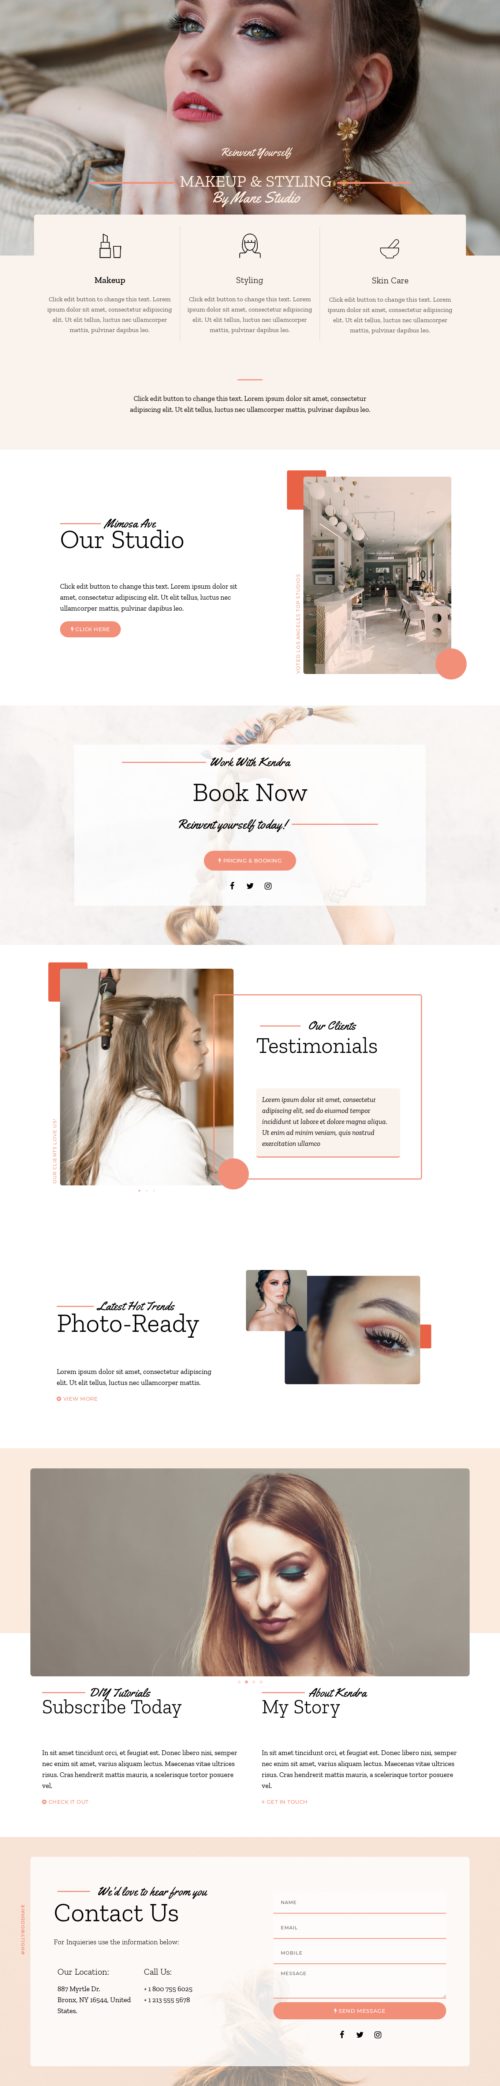 Reinvent Yourself
MAKEUP & STYLING
By Mane Studio
Makeup
Click edit button to change this text. Lorem
ipsum dolor sit amet, consectetur adipiscing
elit. Ut elit tellus, luctus nec ullamcorper
mattis, pulvinar dapibus leo.
Styling
Click edit button to change this text. Lorem
ipsum dolor sit amet, consectetur adipiscing
elit. Ut elit tellus, luctus nec ullamcorper
mattis, pulvinar dapibus leo.
Skin Care
Click edit button to change this text. Lorem
ipsum dolor sit amet, consectetur adipiscing
elit. Ut elit tellus, luctus nec ullamcorper
mattis, pulvinar dapibus leo.
Click edit button to change this text. Lorem ipsum dolor sit amet, consectetur
adipiscing elit. Ut elit tellus, luctus nec ullamcorper mattis, pulvinar dapibus leo.
Mimosa Ave
Our Studio
Click edit button to change this text. Lorem ipsum dolor sit
amet, consectetur adipiscing elit. Ut elit tellus, luctus nec
ullamcorper mattis, pulvinar dapibus leo.
CLICK HERE
VOTED LOS ANGELES TOP STUDIOS
Work With Kendra
Book Now
Reinvent yourself today!
PRICING & BOOKING
OUR CLIENTS LOVE US!
Our Clients
Testimonials
Lorem ipsum dolor sit amet, consectetur
adipiscing elit, sed do eiusmod tempor
incididunt ut labore et dolore magna aliqua.
Ut enim ad minim veniam, quis nostrud
exercitation ullamco
Latest Hot Trends
Photo-Ready
Lorem ipsum dolor sit amet, consectetur adipiscing
elit. Ut elit tellus, luctus nec ullamcorper mattis.
VIEW MORE
DIY Tutorials
Subscribe Today
In sit amet tincidunt orci, et feugiat est. Donec libero nisi, semper
nec enim sit amet, varius aliquam lectus. Maecenas vitae ultrices
risus. Cras hendrerit mattis mauris, a scelerisque tortor posuere
vel.
CHECK IT OUT
About Kendra
My Story
In sit amet tincidunt orci, et feugiat est. Donec libero nisi, semper
nec enim sit amet, varius aliquam lectus. Maecenas vitae ultrices
risus. Cras hendrerit mattis mauris, a scelerisque tortor posuere
vel.
GET IN TOUCH
We'd love to hear from you
Contact Us
For Inquieries use the information below:
Our Location:
887 Myrtle Dr,
Bronx, NY 16544, United
States.
Call Us:
+ 1 800 755 6025
+ 1 213 555 5678
NAME
EMAIL
MOBILE
MESSAGE
SEND MESSAGE